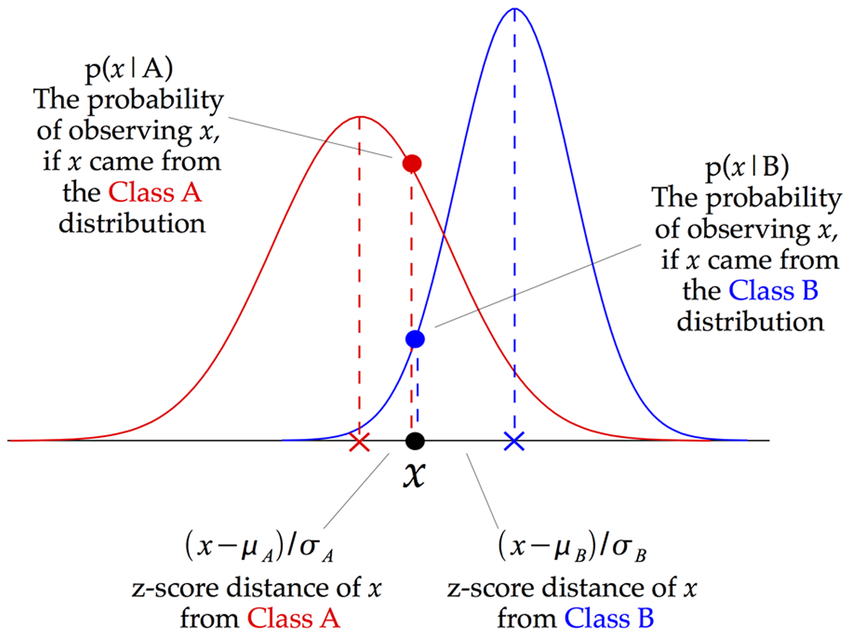 p(x|A)
The probability
of observing x,
if x came from
the Class A
distribution
p(x|B)
The probability
of observing x,
if x came from
the Class B
distribution
x
(x−μ_A)/σ_A
z-score distance of x
from Class A
(x−μ_B)/σ_B
z-score distance of x
from Class B